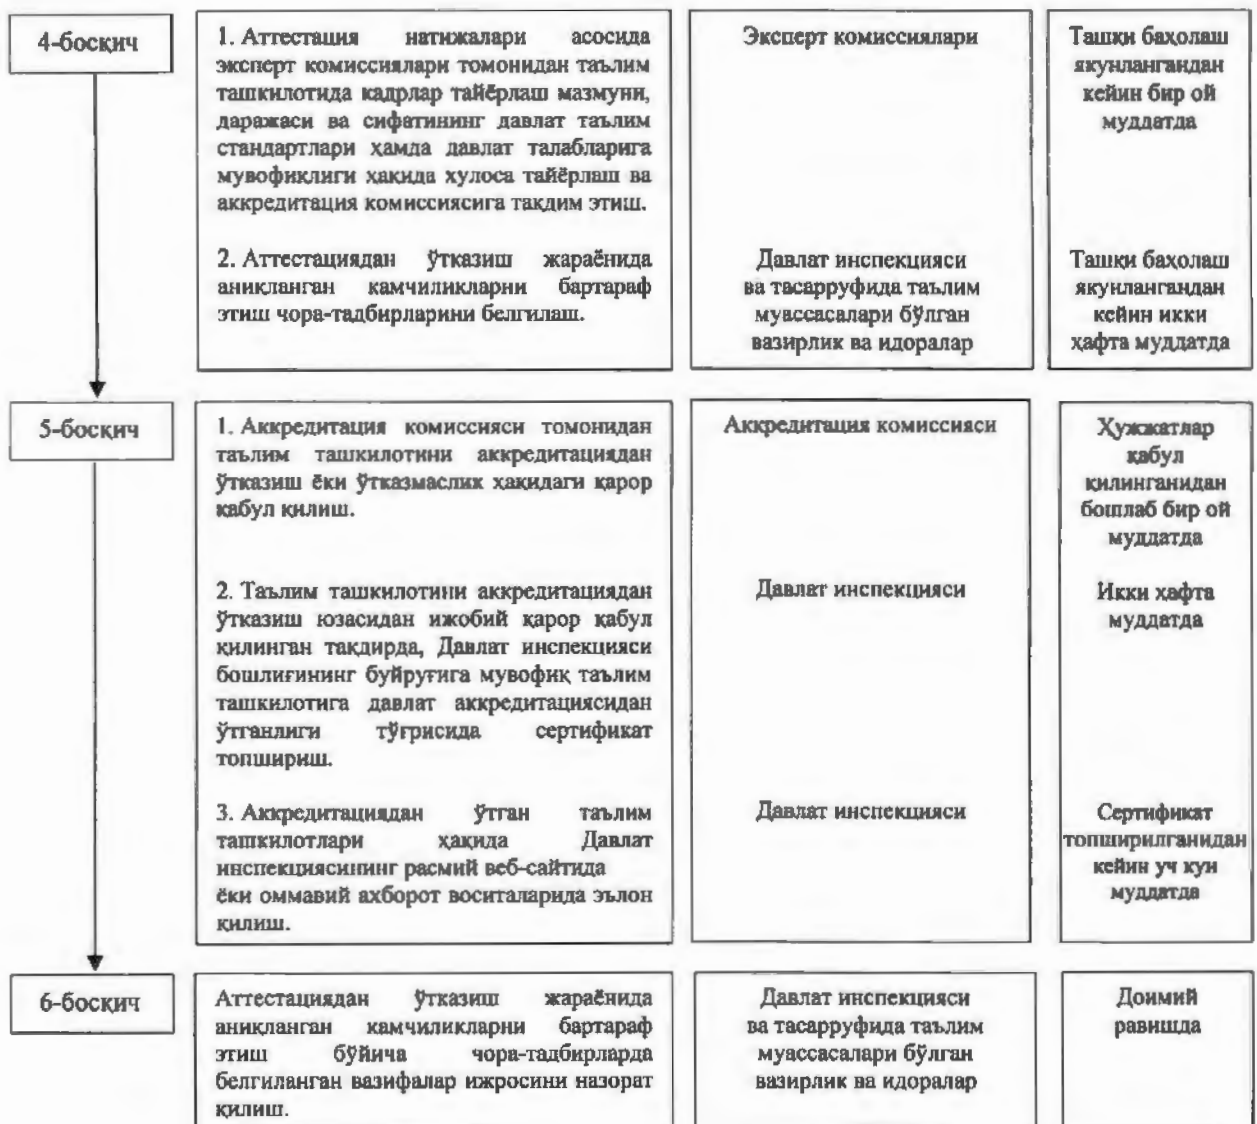 4-босқич
1. Аттестация натижалари асосида
эксперт комиссиялари томонидан таълим
ташкилотида кадрлар тайёрлаш мазмуни,
даражаси ва сифатининг давлат таълим
стандартлари ҳамда давлат талабларига
мувофиқлиги ҳақида хулоса тайёрлаш ва
аккредитация комиссиясига тақдим этиш.
Эксперт комиссиялари
Ташқи баҳолаш
якунлангандан
кейин бир ой
муддатда
2. Аттестациядан ўтказиш жараёнида
аниқланган камчиликларни бартараф
этиш чора-тадбирларини белгилаш.
Давлат инспекцияси
ва тасарруфида таълим
муассасалари бўлган
вазирлик ва идоралар
Ташқи баҳолаш
якунлангандан
кейин икки
ҳафта муддатда
5-босқич
1. Аккредитация комиссияси томонидан
таълим ташкилотини аккредитациядан
ўтказиш ёки ўтказмаслик ҳақидаги қарор
қабул қилиш.
Аккредитация комиссияси
Ҳужжатлар
қабул
қилинганидан
бошлаб бир ой
муддатда
2. Таълим ташкилотини аккредитациядан
ўтказиш юзасидан ижобий қарор қабул
қилинган тақдирда, Давлат инспекцияси
бошлиғининг буйруғига мувофиқ таълим
ташкилотига давлат аккредитациясидан
ўтганлиги тўғрисида сертификат
топшириш.
Давлат инспекцияси
Икки ҳафта
муддатда
3. Аккредитациядан ўтган таълим
ташкилотлари ҳақида Давлат
инспекциясининг расмий веб-сайтида
ёки оммавий ахборот воситаларида эълон
қилиш.
Давлат инспекцияси
Сертификат
топширилганидан
кейин уч кун
муддатда
6-босқич
Аттестациядан ўтказиш жараёнида
аниқланган камчиликларни бартараф
этиш бўйича чора-тадбирларда
белгиланган вазифалар ижросини назорат
қилиш.
Давлат инспекцияси
ва тасарруфида таълим
муассасалари бўлган
вазирлик ва идоралар
Доимий
равишда